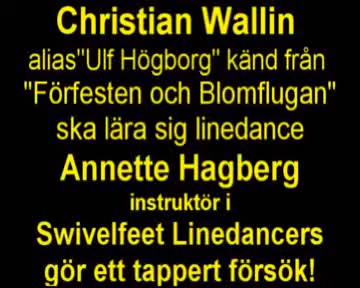 Christian Wallin
alias"Ulf Högborg" känd från
"Förfesten och Blomflugan"
ska lära sig linedance
Annette Hagberg
instruktör i
Swivelfeet Linedancers
gör ett tappert försök!